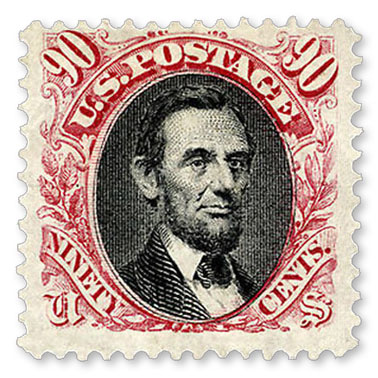 90 90
U.S. POSTAGE
NINETY CENTS.
U S